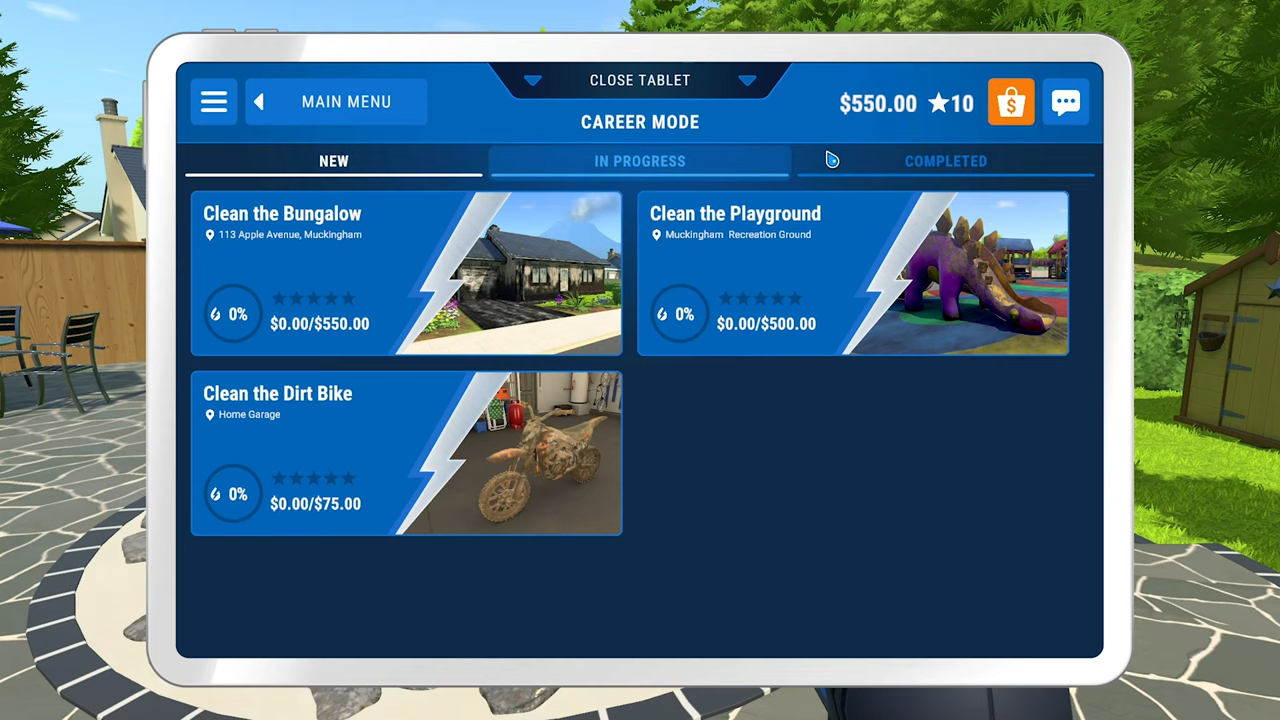 CLOSE TABLET
MAIN MENU
$550.00 ★10
CAREER MODE
NEW
IN PROGRESS
COMPLETED
Clean the Bungalow
113 Apple Avenue, Muckingham
0%
$0.00/$550.00
Clean the Playground
Muckingham Recreation Ground
0%
$0.00/$500.00
Clean the Dirt Bike
Home Garage
0%
$0.00/$75.00